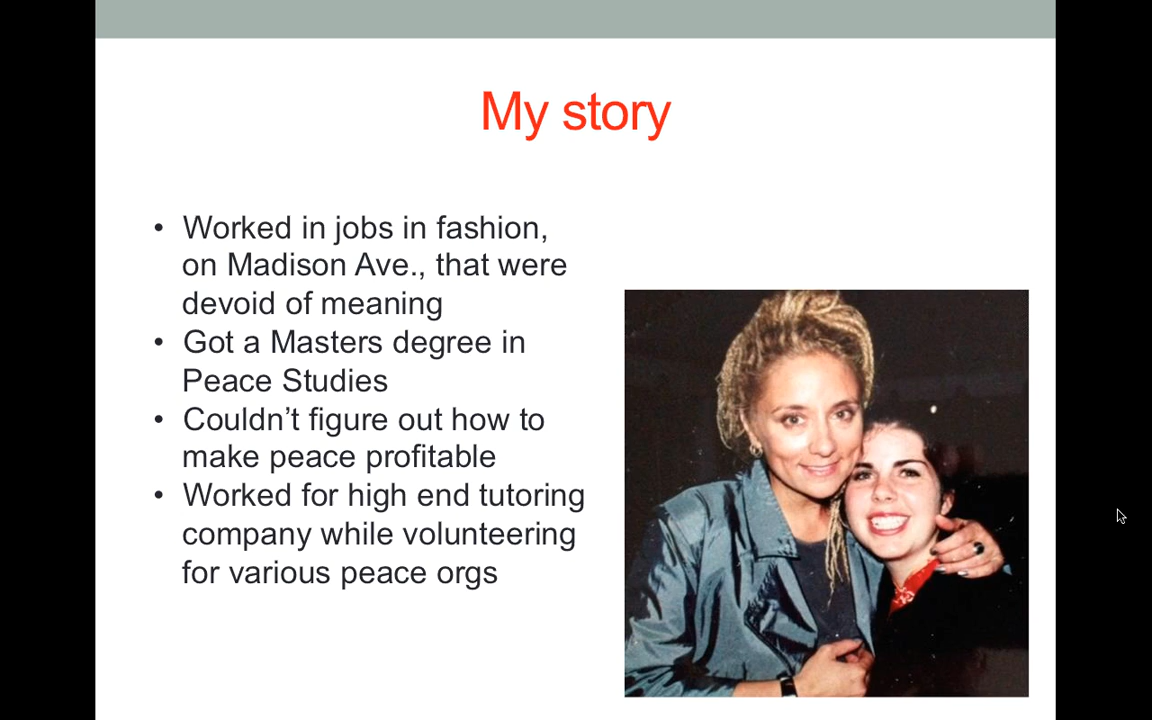 My story
• Worked in jobs in fashion,
on Madison Ave., that were
devoid of meaning
• Got a Masters degree in
Peace Studies
• Couldn’t figure out how to
make peace profitable
• Worked for high end tutoring
company while volunteering
for various peace orgs